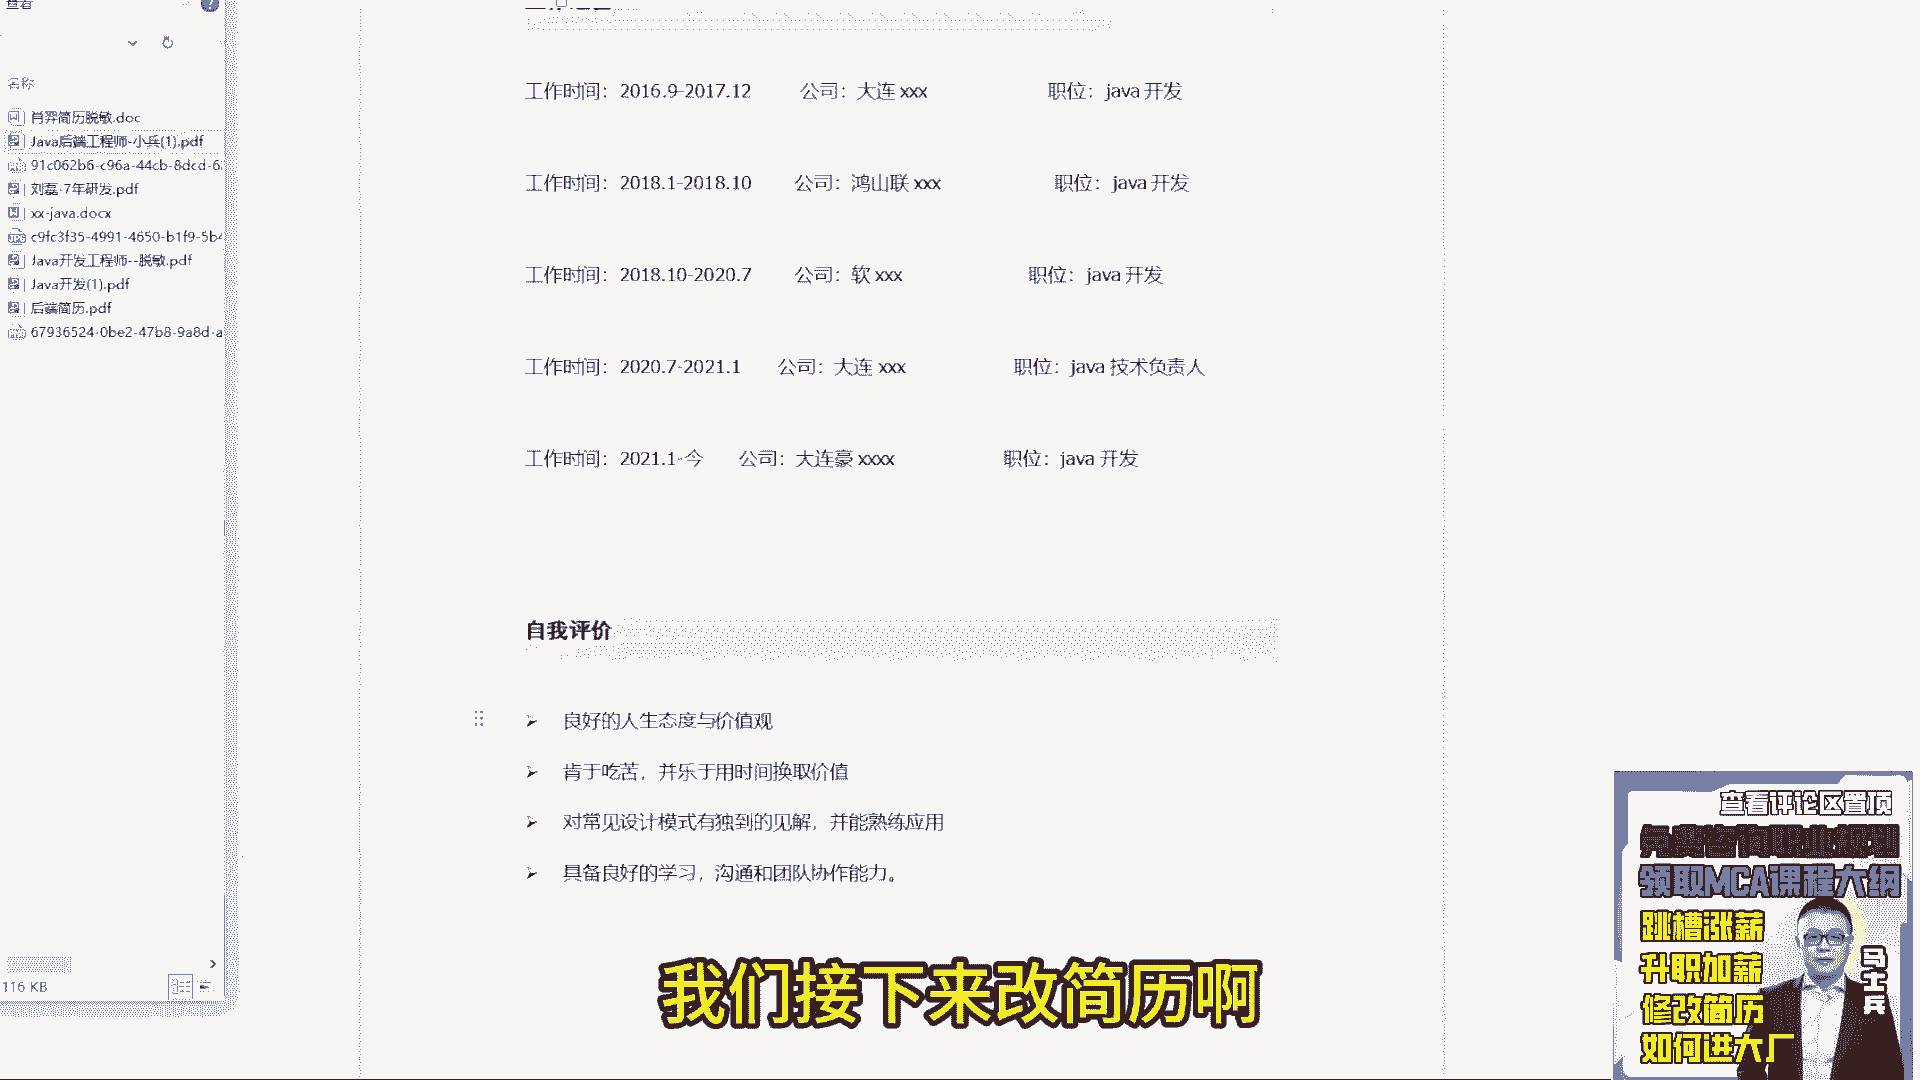 查看
名称
肖羿简历脱敏.doc
Java后端工程师-小兵(1).pdf
91c062b6-c96a-44cb-8dcd-6
刘磊-7年研发.pdf
xx-java.docx
c9fc3f35-4991-4650-b1f9-5b4
Java开发工程师--脱敏.pdf
Java开发(1).pdf
后端简历.pdf
67936524-0be2-47b8-9a8d-a
116 KB
工作时间：2016.9-2017.12 公司：大连 xxx 职位：java 开发
工作时间：2018.1-2018.10 公司：鸿山联 xxx 职位：java 开发
工作时间：2018.10-2020.7 公司：软 xxx 职位：java 开发
工作时间：2020.7-2021.1 公司：大连 xxx 职位：java 技术负责人
工作时间：2021.1-今 公司：大连豪 xxxx 职位：java 开发
自我评价
➢ 良好的人生态度与价值观
➢ 肯于吃苦，并乐于用时间换取价值
➢ 对常见设计模式有独到的见解，并能熟练应用
➢ 具备良好的学习，沟通和团队协作能力。
我们接下来改简历啊
查看评论区置顶
免费咨询职业规划
领取MCA课程大纲
跳槽涨薪
升职加薪
修改简历
如何进大厂
马士兵